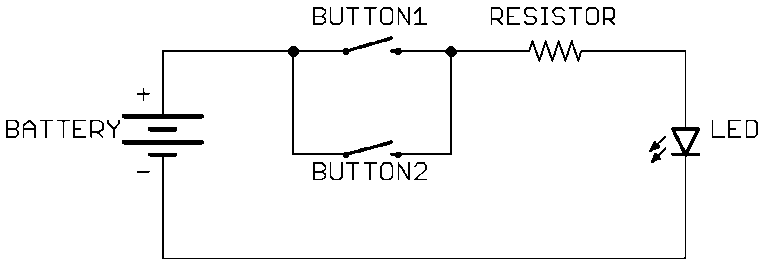 BUTTON1
RESISTOR
+
BATTERY
LED
-
BUTTON2